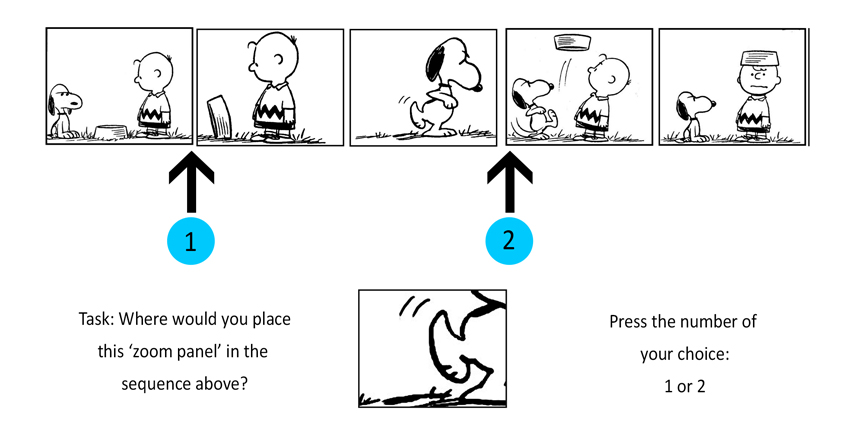 1
2
Task: Where would you place
this ‘zoom panel’ in the
sequence above?
Press the number of
your choice:
1 or 2